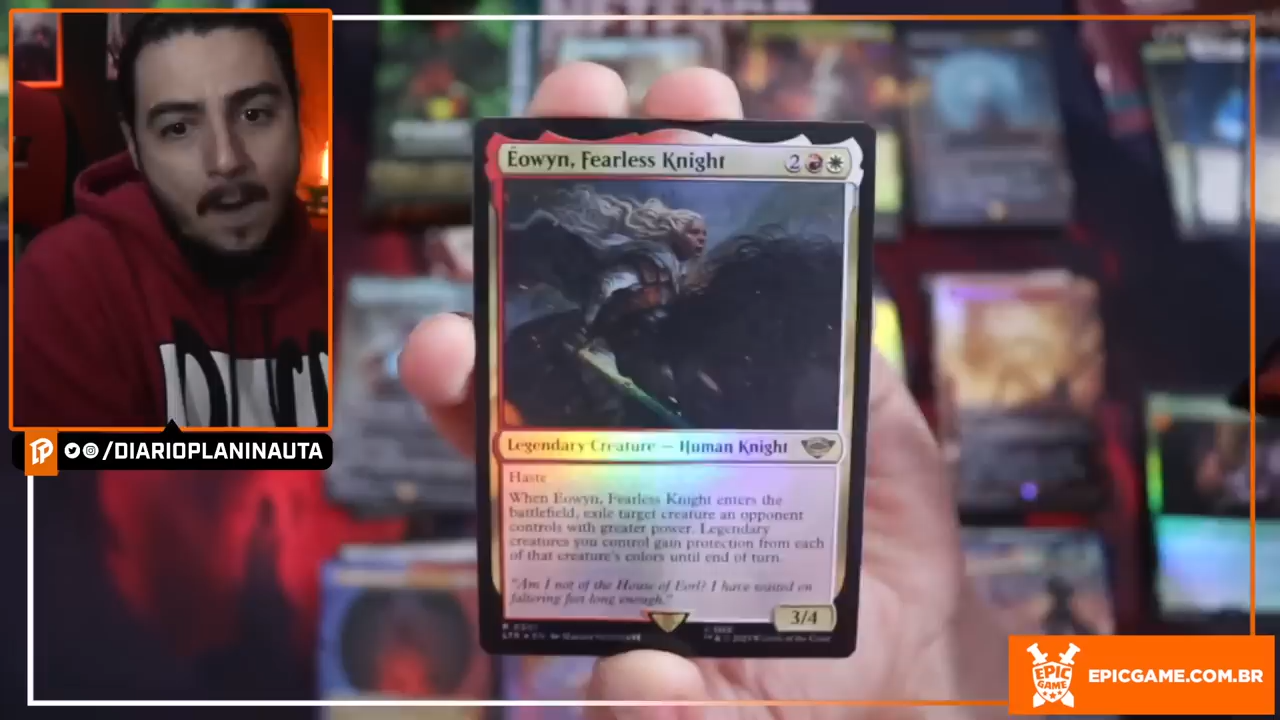 Éowyn, Fearless Knight 2
Legendary Creature — Human Knight
Haste
When Éowyn, Fearless Knight enters the
battlefield, exile target creature an opponent
controls with greater power. Legendary
creatures you control gain protection from each
of that creature's colors until end of turn.
"Am I not of the House of Eorl? I have waited on
faltering feet long enough."
3/4
LTR EN
/DIARIOPLANINAUTA
EPIC
GAME
EPICGAME.COM.BR